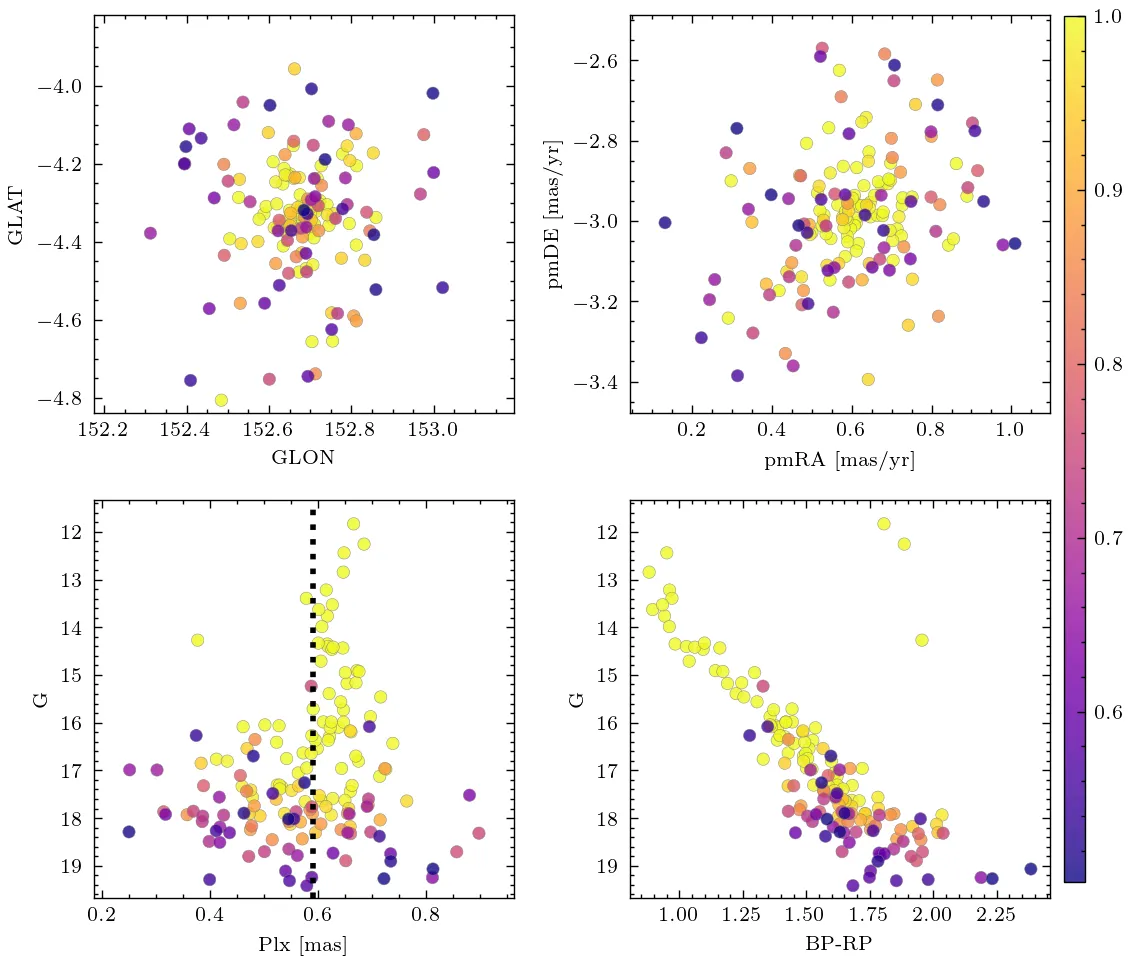 GLAT
−4.0
−4.2
−4.4
−4.6
−4.8
152.2 152.4 152.6 152.8 153.0
GLON
pmDE [mas/yr]
−2.6
−2.8
−3.0
−3.2
−3.4
0.2 0.4 0.6 0.8 1.0
pmRA [mas/yr]
1.0
0.9
0.8
0.7
0.6
G
12
13
14
15
16
17
18
19
0.2 0.4 0.6 0.8
Plx [mas]
G
12
13
14
15
16
17
18
19
1.00 1.25 1.50 1.75 2.00 2.25
BP-RP